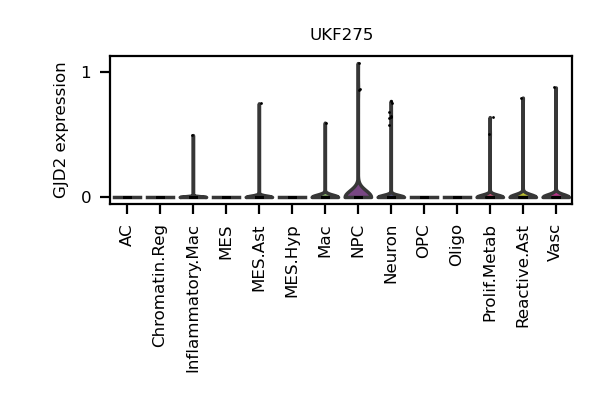 UKF275
GJD2 expression
1
0
AC
Chromatin.Reg
Inflammatory.Mac
MES
MES.Ast
MES.Hyp
Mac
NPC
Neuron
OPC
Oligo
Prolif.Metab
Reactive.Ast
Vasc